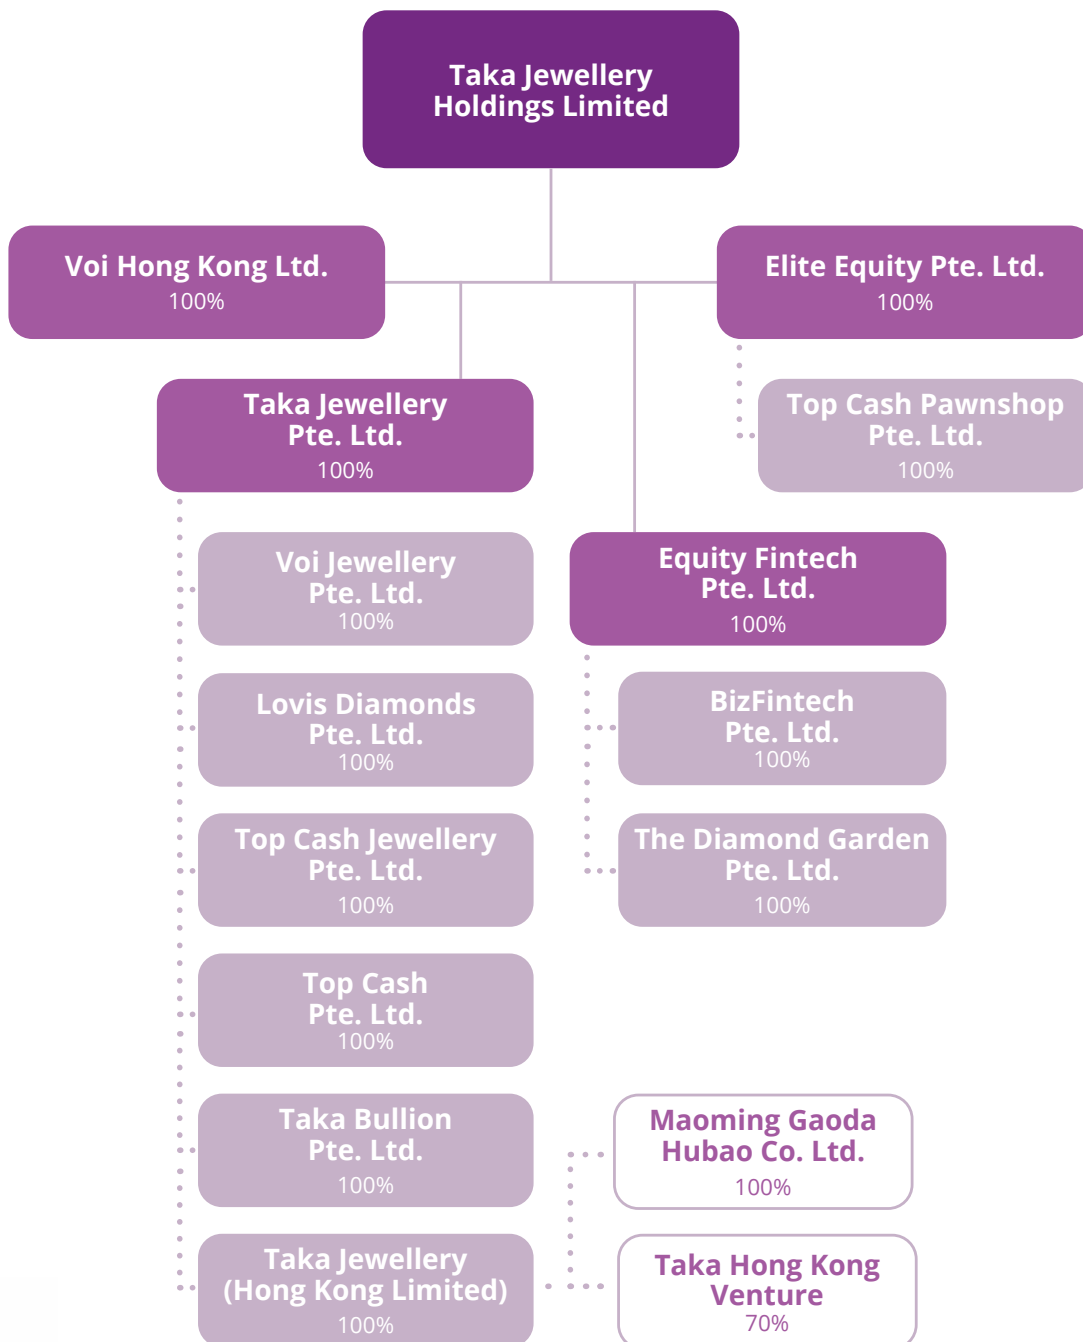 Taka Jewellery
Holdings Limited
Voi Hong Kong Ltd.
100%
Elite Equity Pte. Ltd.
100%
Taka Jewellery
Pte. Ltd.
100%
Top Cash Pawnshop
Pte. Ltd.
100%
Voi Jewellery
Pte. Ltd.
100%
Equity Fintech
Pte. Ltd.
100%
Lovis Diamonds
Pte. Ltd.
100%
BizFintech
Pte. Ltd.
100%
Top Cash Jewellery
Pte. Ltd.
100%
The Diamond Garden
Pte. Ltd.
100%
Top Cash
Pte. Ltd.
100%
Taka Bullion
Pte. Ltd.
100%
Maoming Gaoda
Hubao Co. Ltd.
100%
Taka Jewellery
(Hong Kong Limited)
100%
Taka Hong Kong
Venture
70%